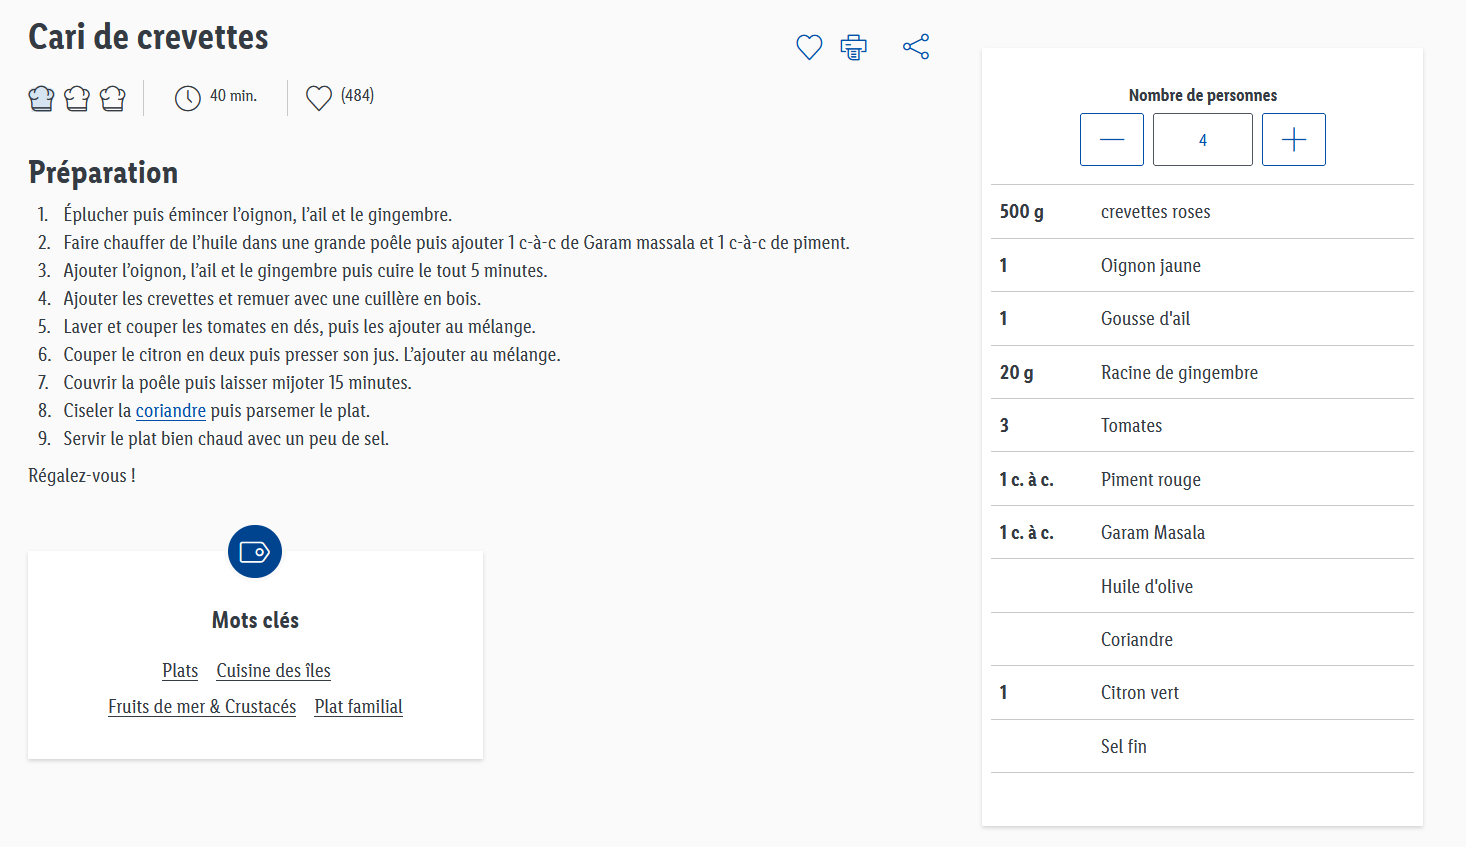 Cari de crevettes
40 min.
(484)
Préparation
1. Éplucher puis émincer l’oignon, l’ail et le gingembre.
2. Faire chauffer de l’huile dans une grande poêle puis ajouter 1 c-à-c de Garam massala et 1 c-à-c de piment.
3. Ajouter l’oignon, l’ail et le gingembre puis cuire le tout 5 minutes.
4. Ajouter les crevettes et remuer avec une cuillère en bois.
5. Laver et couper les tomates en dés, puis les ajouter au mélange.
6. Couper le citron en deux puis presser son jus. L’ajouter au mélange.
7. Couvrir la poêle puis laisser mijoter 15 minutes.
8. Ciseler la coriandre puis parsemer le plat.
9. Servir le plat bien chaud avec un peu de sel.
Régalez-vous !
Mots clés
Plats Cuisine des îles
Fruits de mer & Crustacés Plat familial
Nombre de personnes
4
500 g crevettes roses
1 Oignon jaune
1 Gousse d'ail
20 g Racine de gingembre
3 Tomates
1 c. à c. Piment rouge
1 c. à c. Garam Masala
Huile d'olive
Coriandre
1 Citron vert
Sel fin